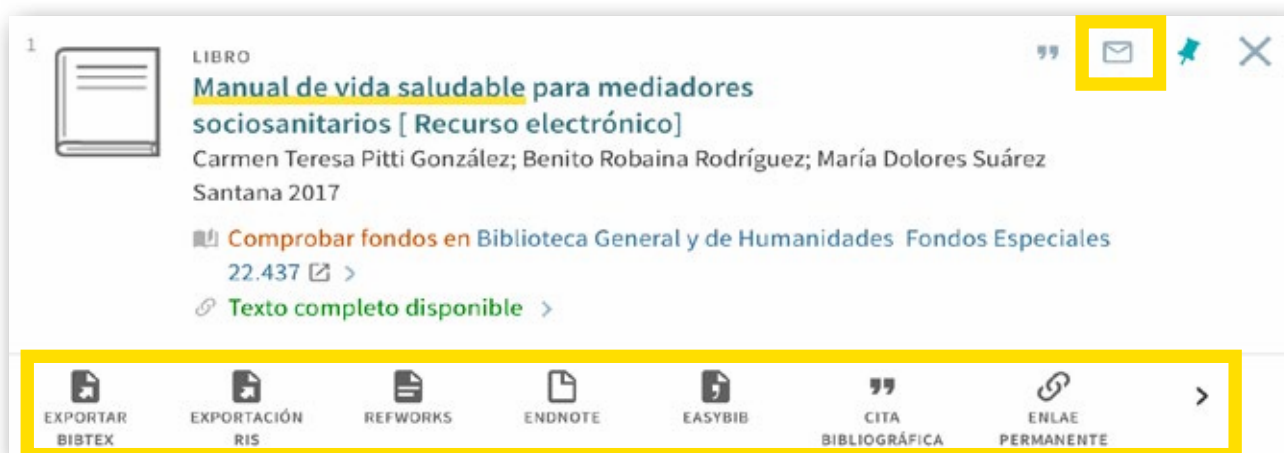 1
LIBRO
Manual de vida saludable para mediadores
sociosanitarios [ Recurso electrónico]
Carmen Teresa Pitti González; Benito Robaina Rodríguez; María Dolores Suárez
Santana 2017
Comprobar fondos en Biblioteca General y de Humanidades Fondos Especiales
22.437 >
Texto completo disponible >
EXPORTAR BIBTEX
EXPORTACIÓN RIS
REFWORKS
ENDNOTE
EASYBIB
CITA BIBLIOGRÁFICA
ENLAE PERMANENTE